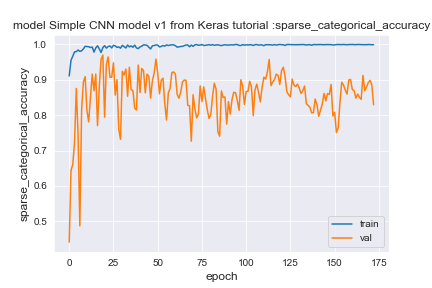 model Simple CNN model v1 from Keras tutorial :sparse_categorical_accuracy
sparse_categorical_accuracy
1.0
0.9
0.8
0.7
0.6
0.5
0 25 50 75 100 125 150 175
epoch
train
val